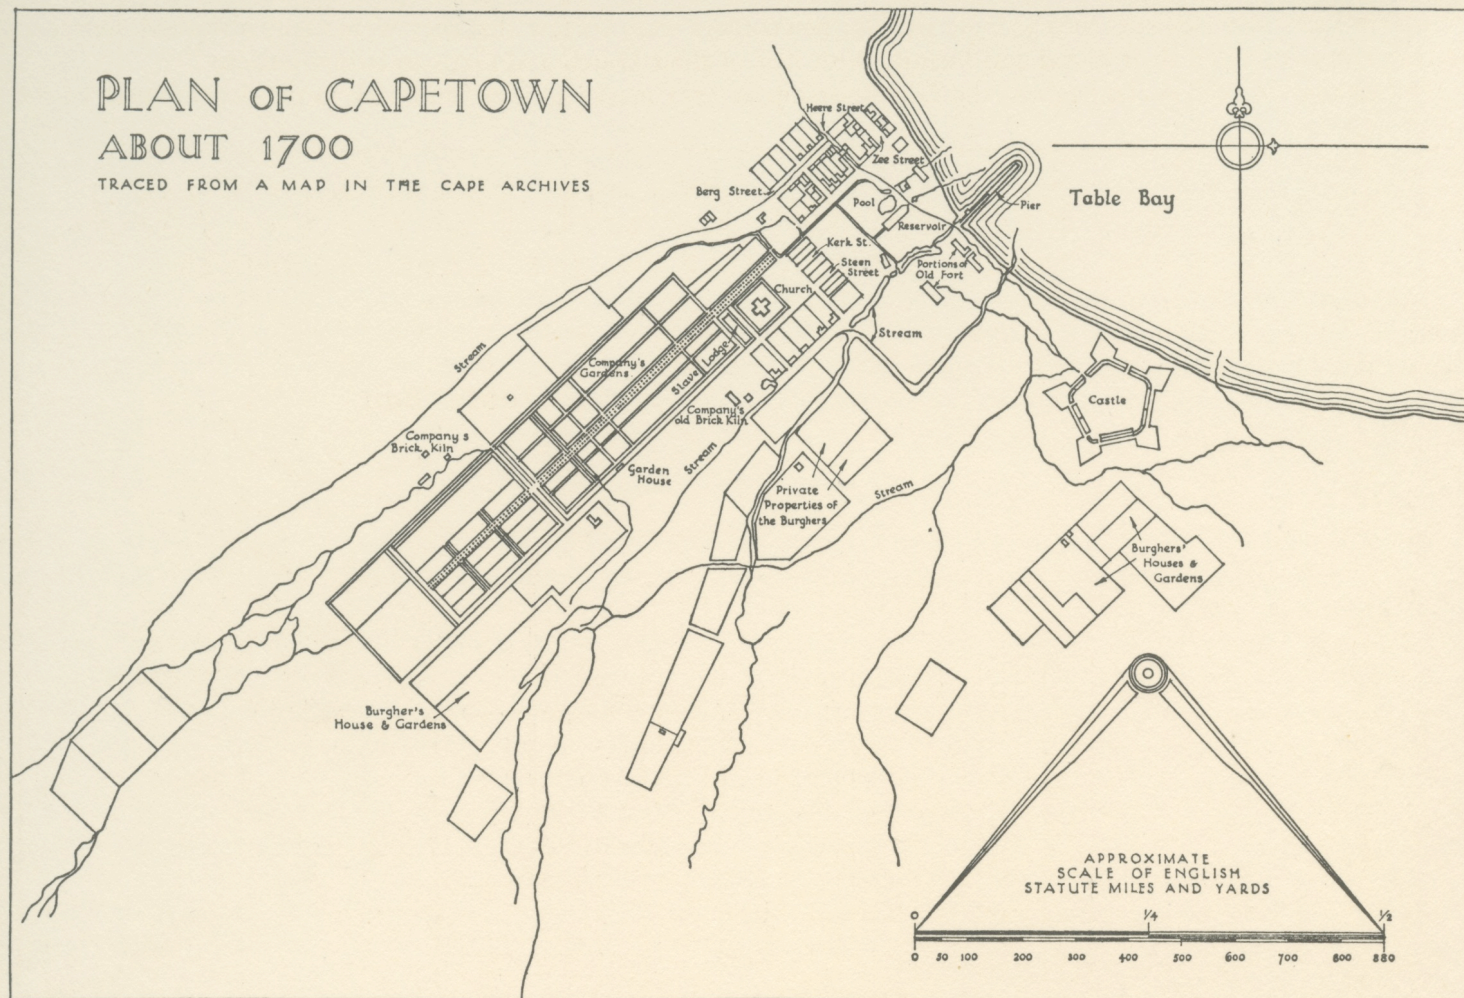 PLAN OF CAPETOWN
ABOUT 1700
TRACED FROM A MAP IN THE CAPE ARCHIVES
Heere Street
Zee Street
Berg Street
Pool
Pier
Table Bay
Reservoir
Kerk St.
Steen
Street
Portions of
Old Fort
Church
Stream
Stream
Company's
Gardens
Slave Lodge
Castle
Company's
old Brick Kiln
Company's
Brick Kiln
Stream
Garden
House
Private
Properties of
the Burghers
Stream
Burghers'
Houses &
Gardens
Burgher's
House & Gardens
APPROXIMATE
SCALE OF ENGLISH
STATUTE MILES AND YARDS
0 1/4 1/2
0 50 100 200 300 400 500 600 700 800 880